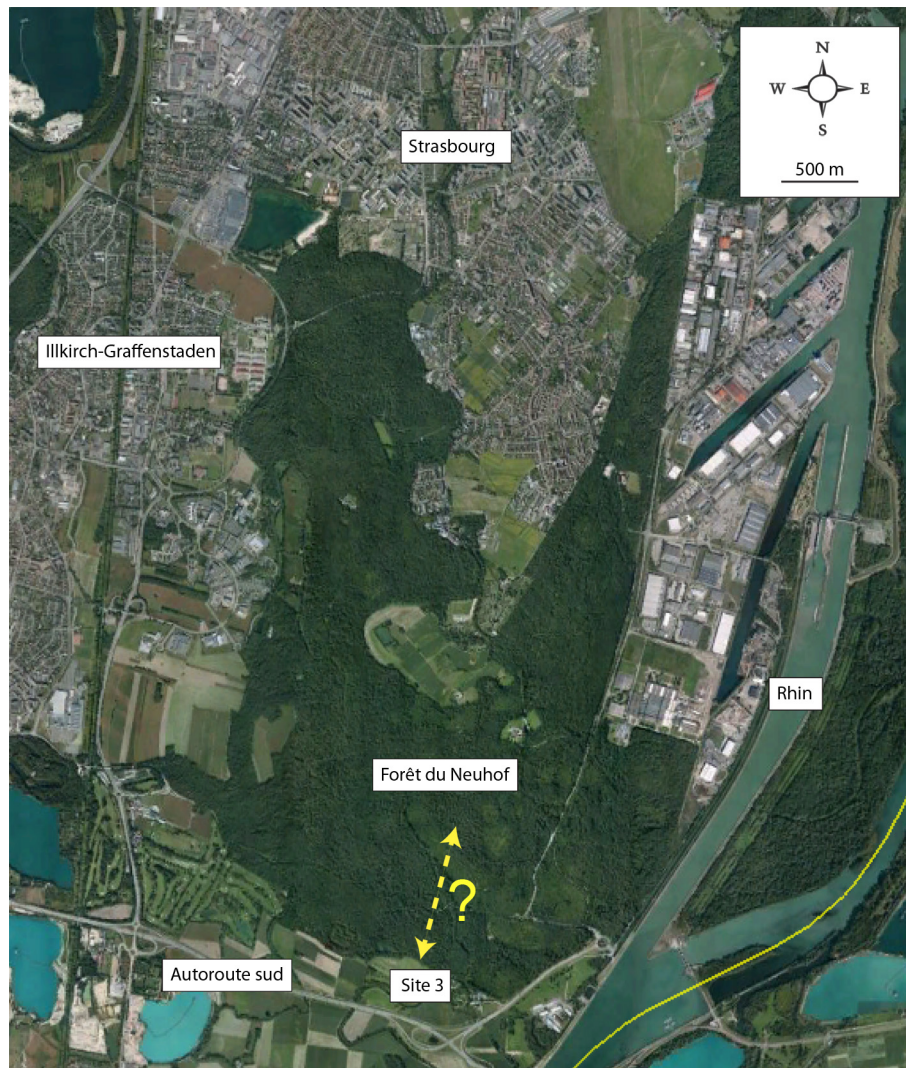 N
W E
S
500 m
Strasbourg
Illkirch-Graffenstaden
Rhin
Forêt du Neuhof
?
Autoroute sud
Site 3